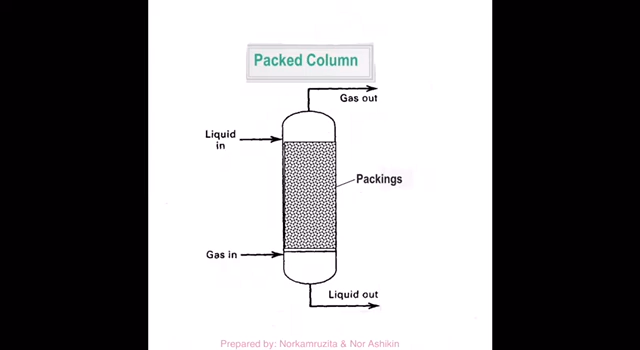 Packed Column
Gas out
Liquid
in
Packings
Gas in
Liquid out
Prepared by: Norkamruzita & Nor Ashikin